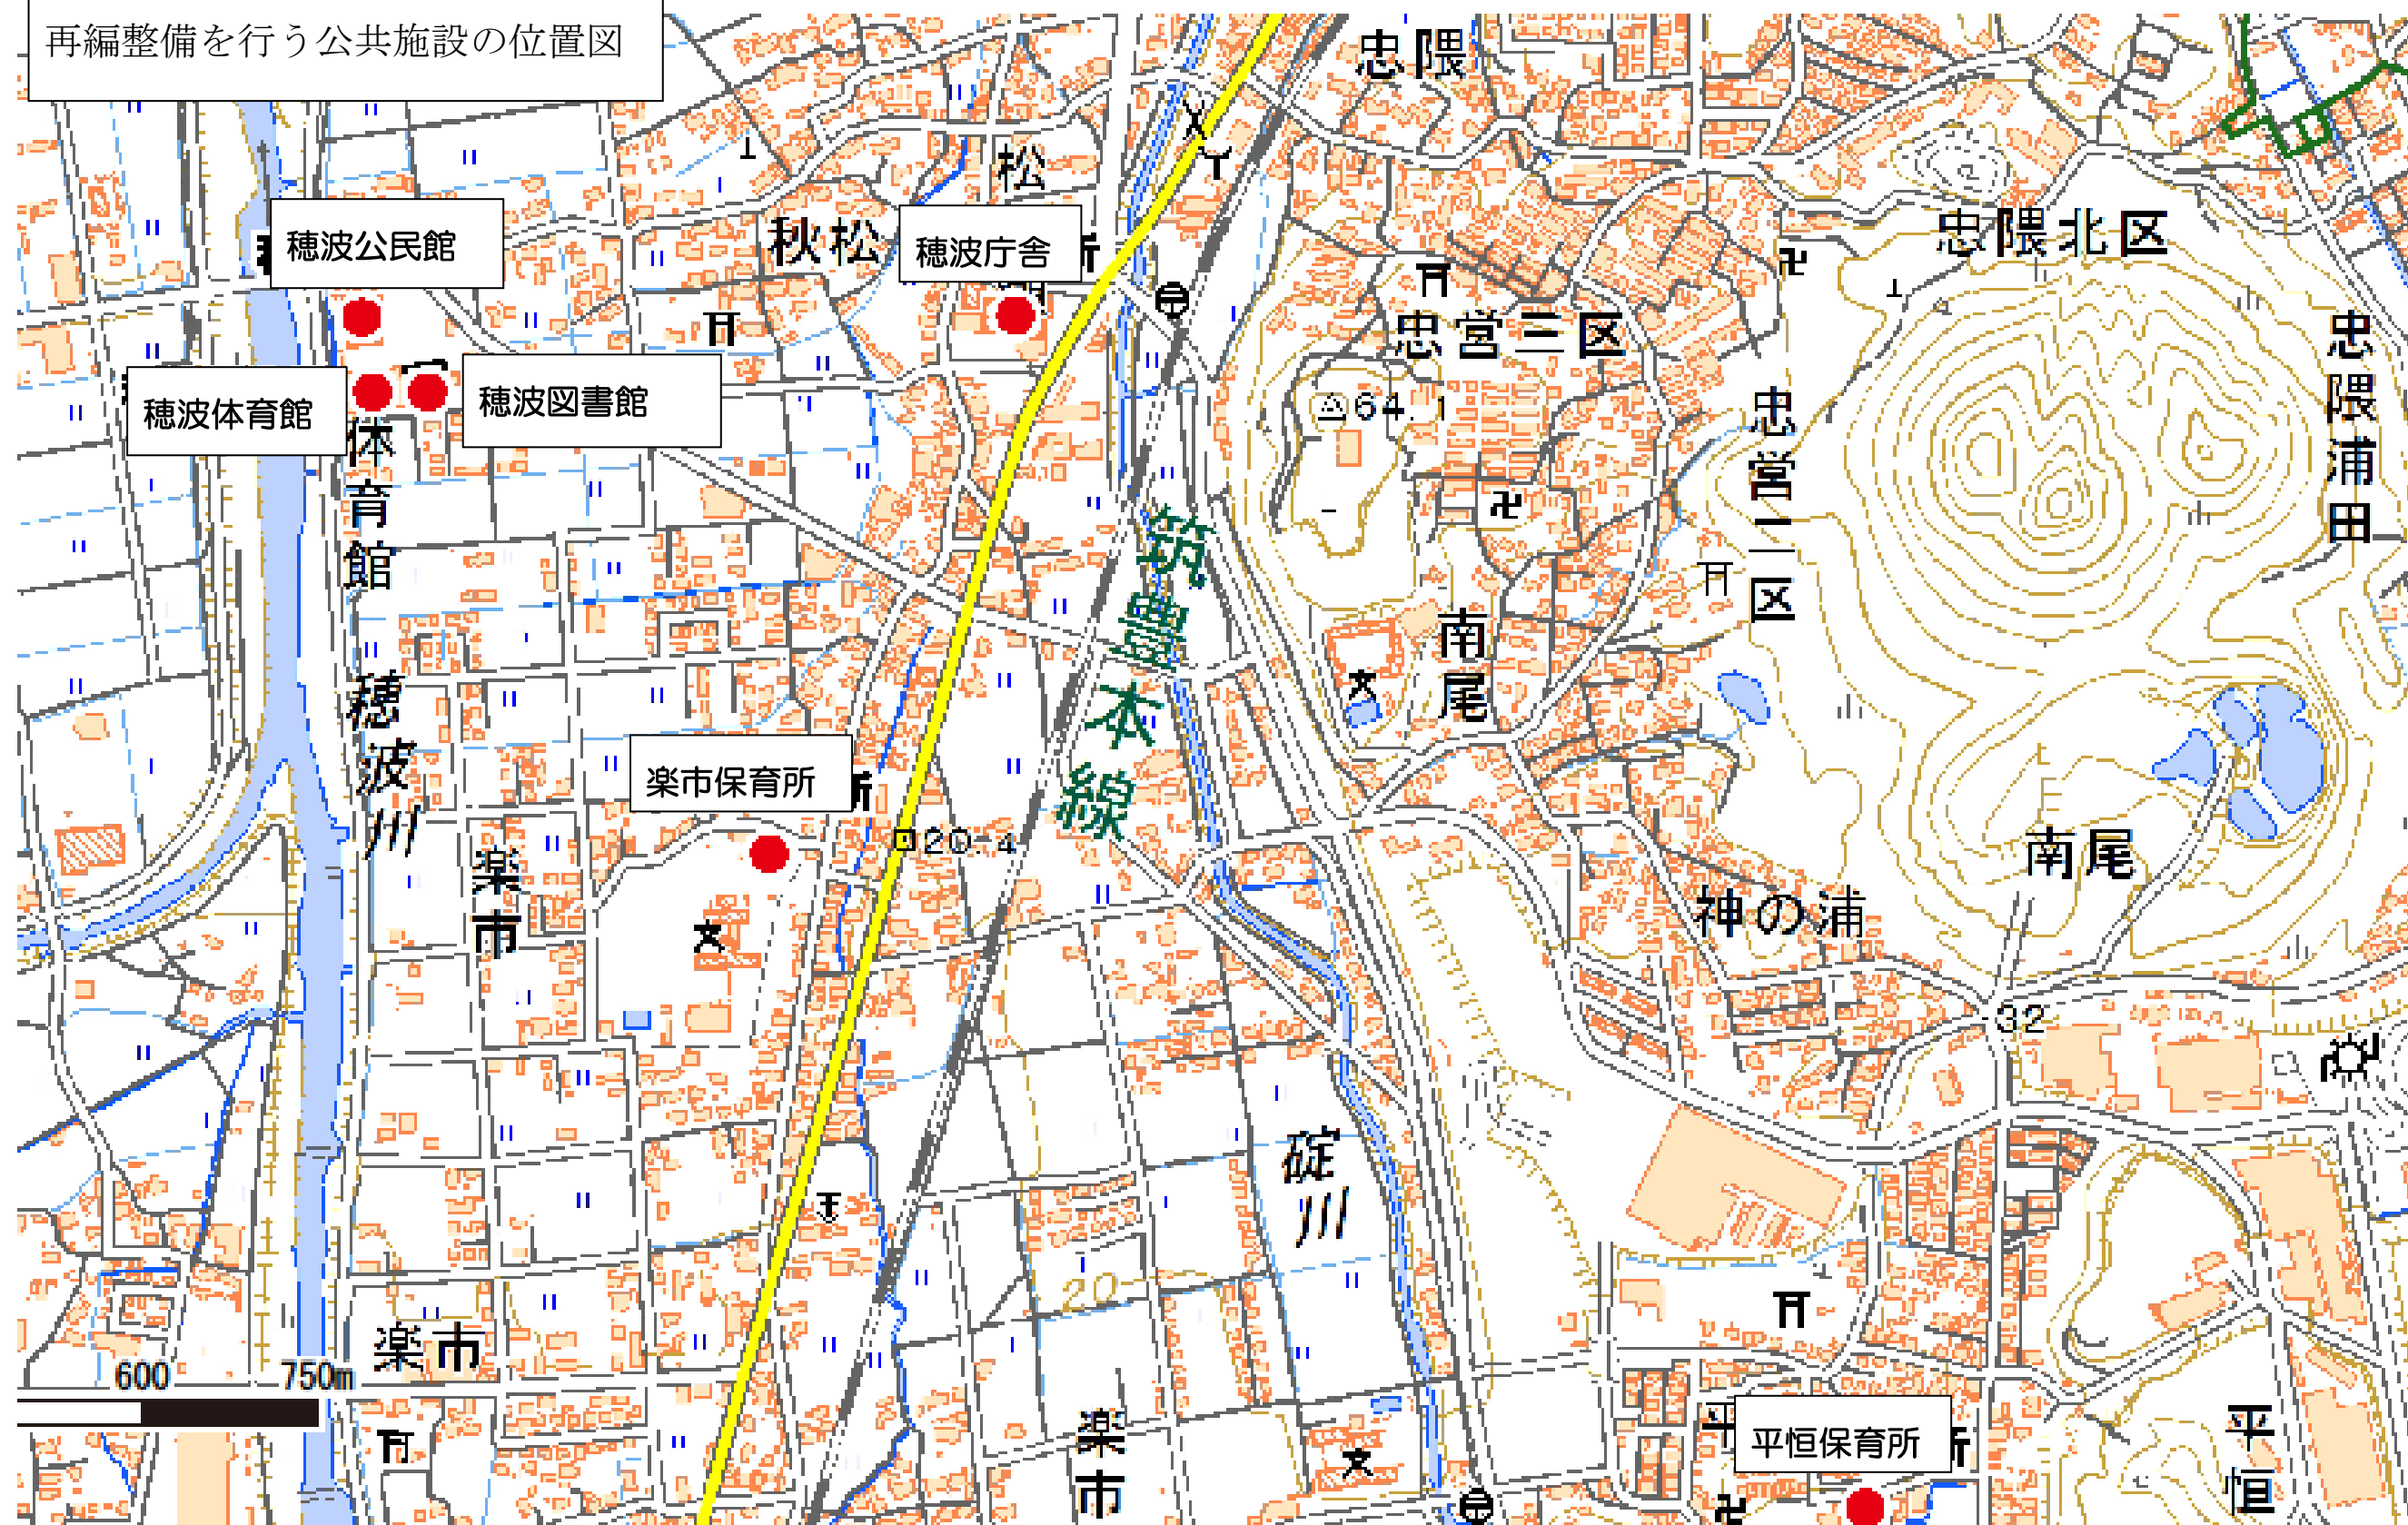 再編整備を行う公共施設の位置図
忠隈
松
秋松
穂波公民館
穂波庁舎
所
忠隈北区
忠営三区
忠隈浦田
穂波体育館
穂波図書館
64.1
忠営二区
体育館
筑豊本線
南尾
穂波川
楽市保育所
所
20.4
楽市
南尾
神の浦
32
碇川
20
楽市
600
750m
楽市
平
平恒保育所
所
平恒